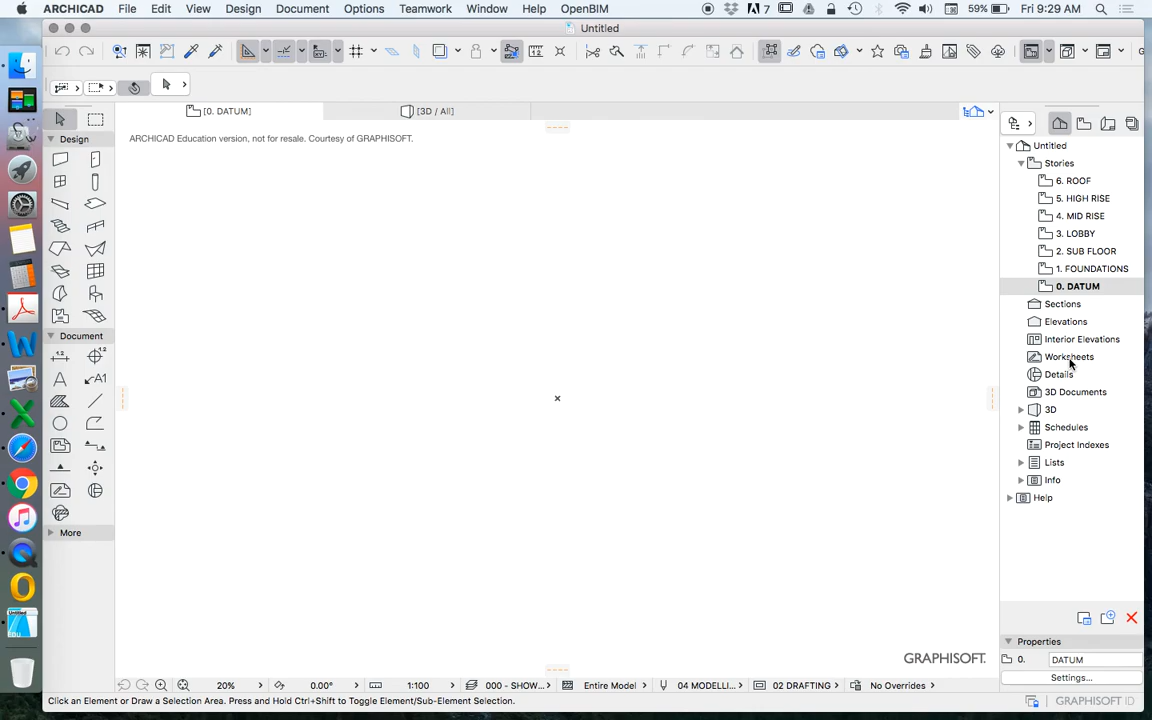 ARCHICAD File Edit View Design Document Options Teamwork Window Help OpenBIM 7 59% Fri 9:29 AM
Untitled
[0. DATUM] [3D / All]
ARCHICAD Education version, not for resale. Courtesy of GRAPHISOFT.
Design
1.2
A A1
Document
More
Untitled
Stories
6. ROOF
5. HIGH RISE
4. MID RISE
3. LOBBY
2. SUB FLOOR
1. FOUNDATIONS
0. DATUM
Sections
Elevations
Interior Elevations
Worksheets
Details
3D Documents
3D
Schedules
Project Indexes
Lists
Info
Help
Properties
0. DATUM
Settings...
GRAPHISOFT.
20% 0.00° 1:100 000 - SHOW... Entire Model 04 MODELLI... 02 DRAFTING No Overrides
Click an Element or Draw a Selection Area. Press and Hold Ctrl+Shift to Toggle Element/Sub-Element Selection.
GRAPHISOFT ID